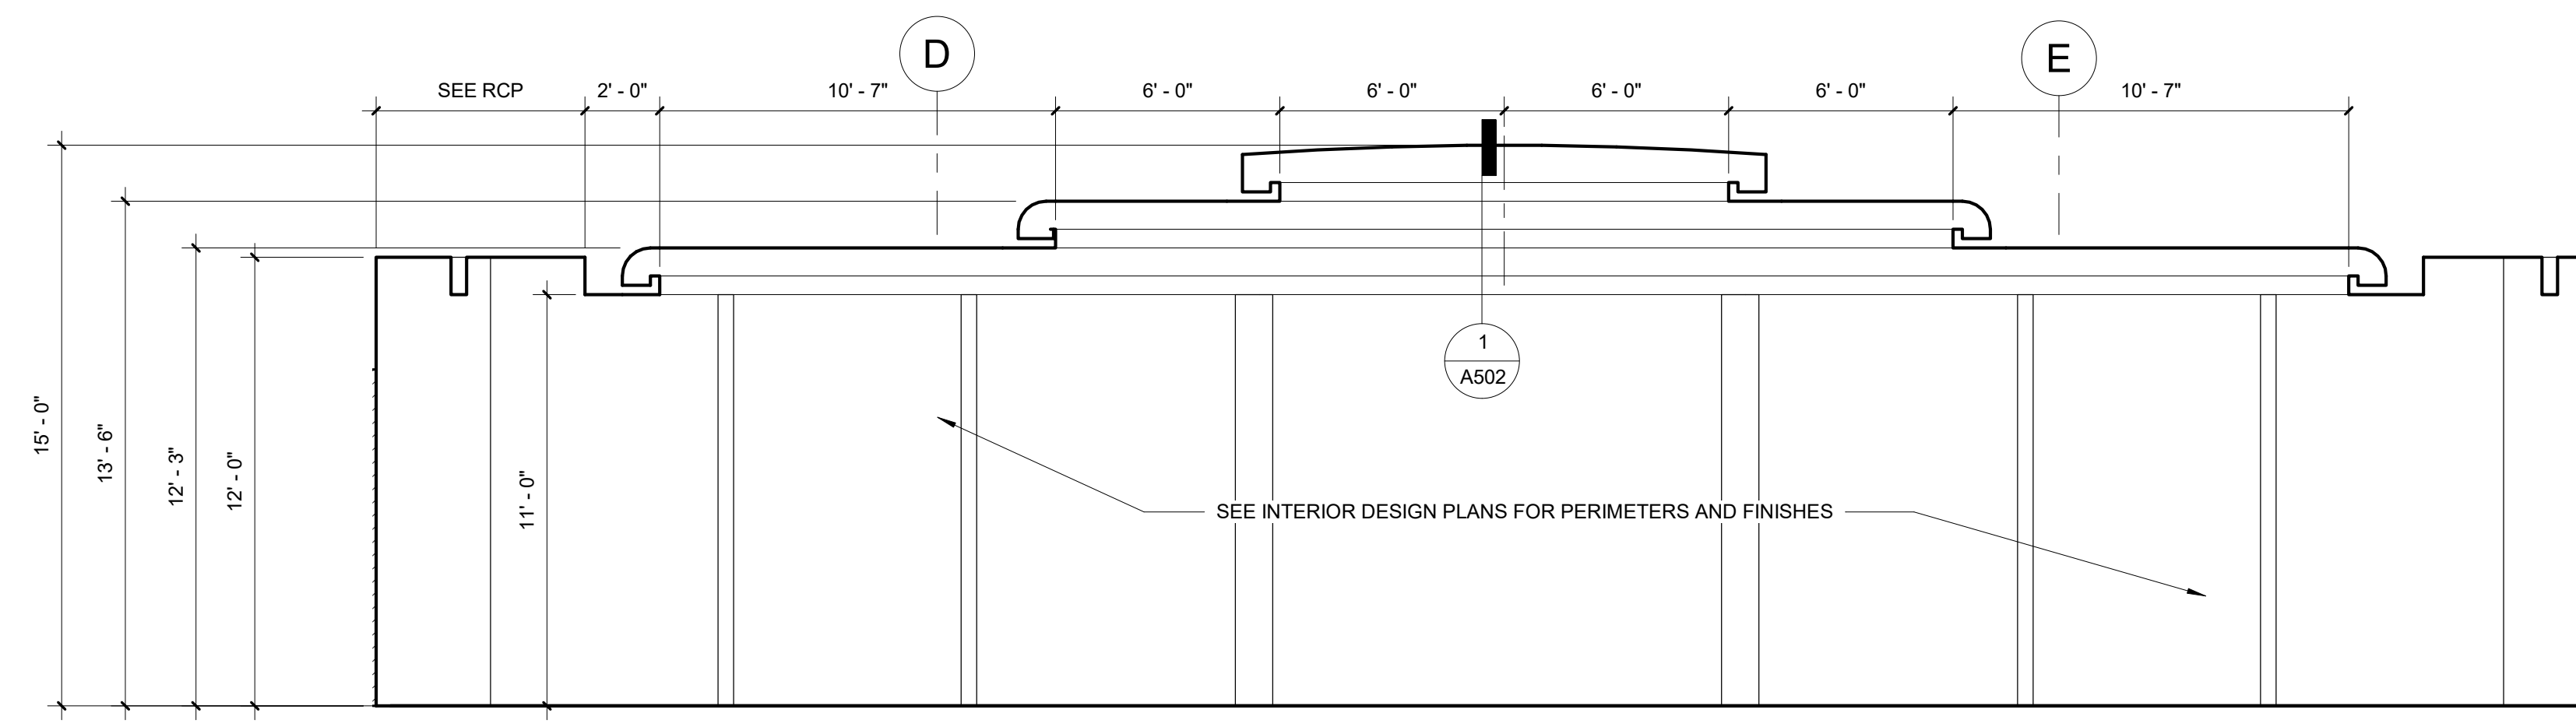 D
E
SEE RCP
2' - 0"
10' - 7"
6' - 0"
6' - 0"
6' - 0"
6' - 0"
10' - 7"
15' - 0"
13' - 6"
12' - 3"
12' - 0"
11' - 0"
1
A502
SEE INTERIOR DESIGN PLANS FOR PERIMETERS AND FINISHES